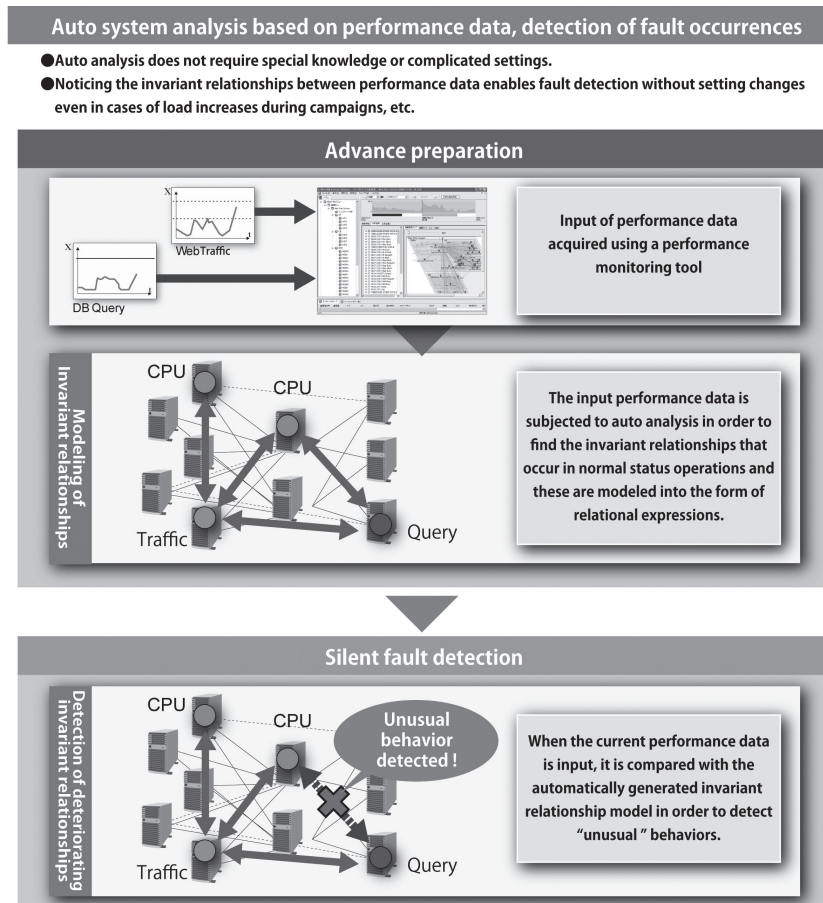 Auto system analysis based on performance data, detection of fault occurrences
●Auto analysis does not require special knowledge or complicated settings.
●Noticing the invariant relationships between performance data enables fault detection without setting changes
even in cases of load increases during campaigns, etc.
Advance preparation
X
t
WebTraffic
X
t
DB Query
Input of performance data
acquired using a performance
monitoring tool
Modeling of
Invariant relationships
CPU
CPU
Traffic
Query
The input performance data is
subjected to auto analysis in order to
find the invariant relationships that
occur in normal status operations and
these are modeled into the form of
relational expressions.
Silent fault detection
Detection of deteriorating
invariant relationships
CPU
CPU
Unusual
behavior
detected !
Traffic
Query
When the current performance data
is input, it is compared with the
automatically generated invariant
relationship model in order to detect
“unusual ” behaviors.